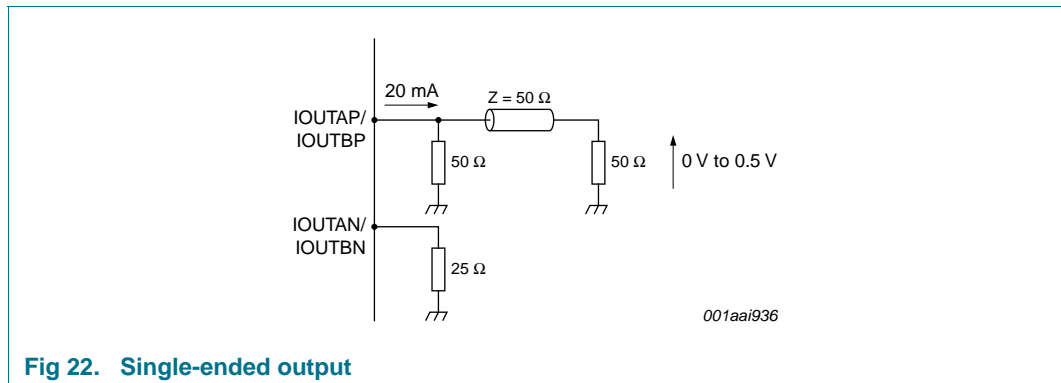 20 mA
Z = 50 Ω
IOUTAP/
IOUTBP
50 Ω
50 Ω
0 V to 0.5 V
IOUTAN/
IOUTBN
25 Ω
001aai936
Fig 22. Single-ended output